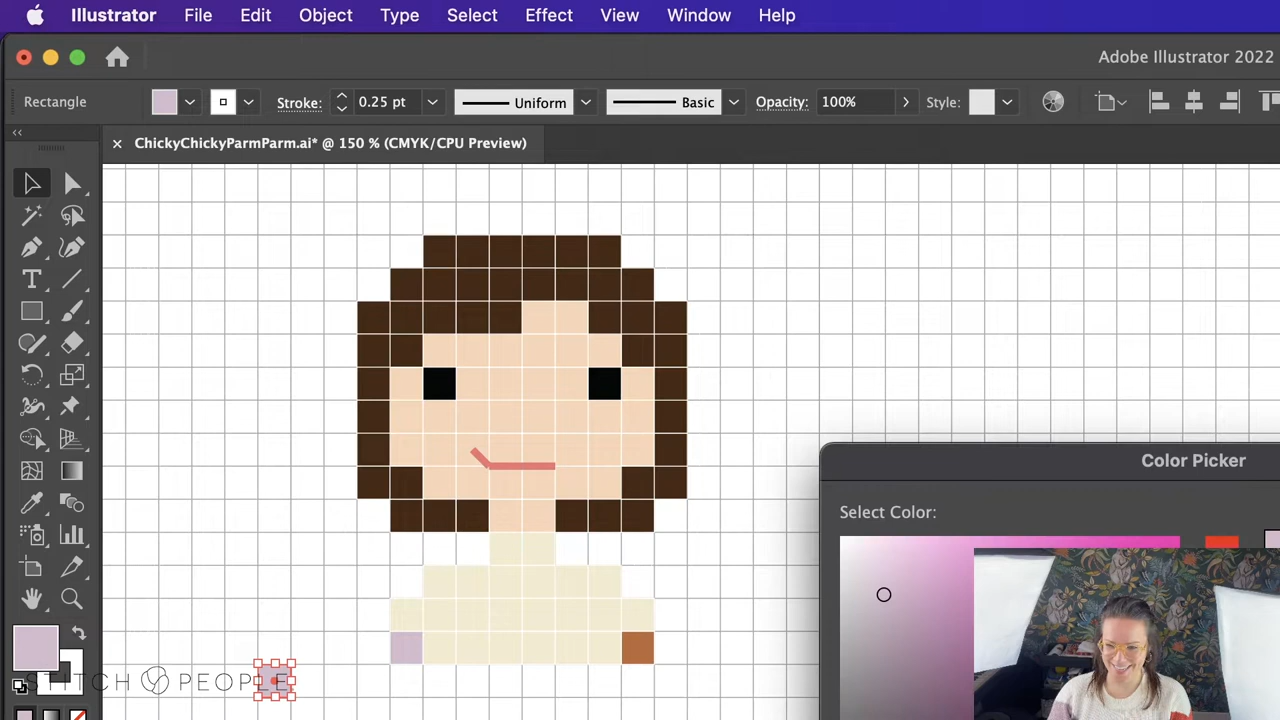 Illustrator File Edit Object Type Select Effect View Window Help
Adobe Illustrator 2022
Rectangle Stroke: 0.25 pt Uniform Basic Opacity: 100% Style:
× ChickyChickyParmParm.ai* @ 150 % (CMYK/CPU Preview)
Color Picker
Select Color:
STITCH PEOPLE